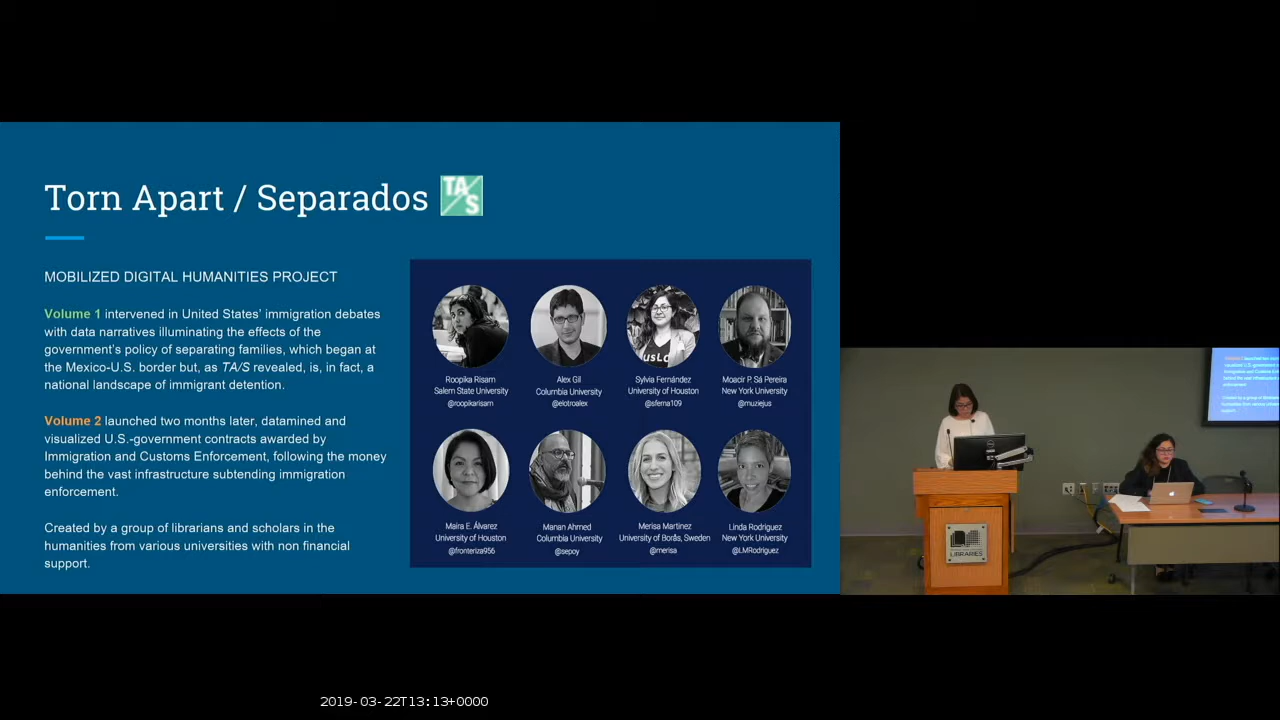 Torn Apart / Separados TA/S
MOBILIZED DIGITAL HUMANITIES PROJECT
Volume 1 intervened in United States' immigration debates
with data narratives illuminating the effects of the
government's policy of separating families, which began at
the Mexico-U.S. border but, as TA/S revealed, is, in fact, a
national landscape of immigrant detention.
Volume 2 launched two months later, datamined and
visualized U.S.-government contracts awarded by
Immigration and Customs Enforcement, following the money
behind the vast infrastructure subtending immigration
enforcement.
Created by a group of librarians and scholars in the
humanities from various universities with non financial
support.
Roopika Risam
Salem State University
@roopikarisam
Alex Gil
Columbia University
@elotroalex
Sylvia Fernández
University of Houston
@sferna109
Moacir P. Sá Pereira
New York University
@muziejus
Maira E. Álvarez
University of Houston
@fronteriza956
Manan Ahmed
Columbia University
@sepoy
Merisa Martinez
University of Borås, Sweden
@merisa
Linda Rodriguez
New York University
@LMRodriguez
LIBRARIES
2019-03-22T13:13+0000